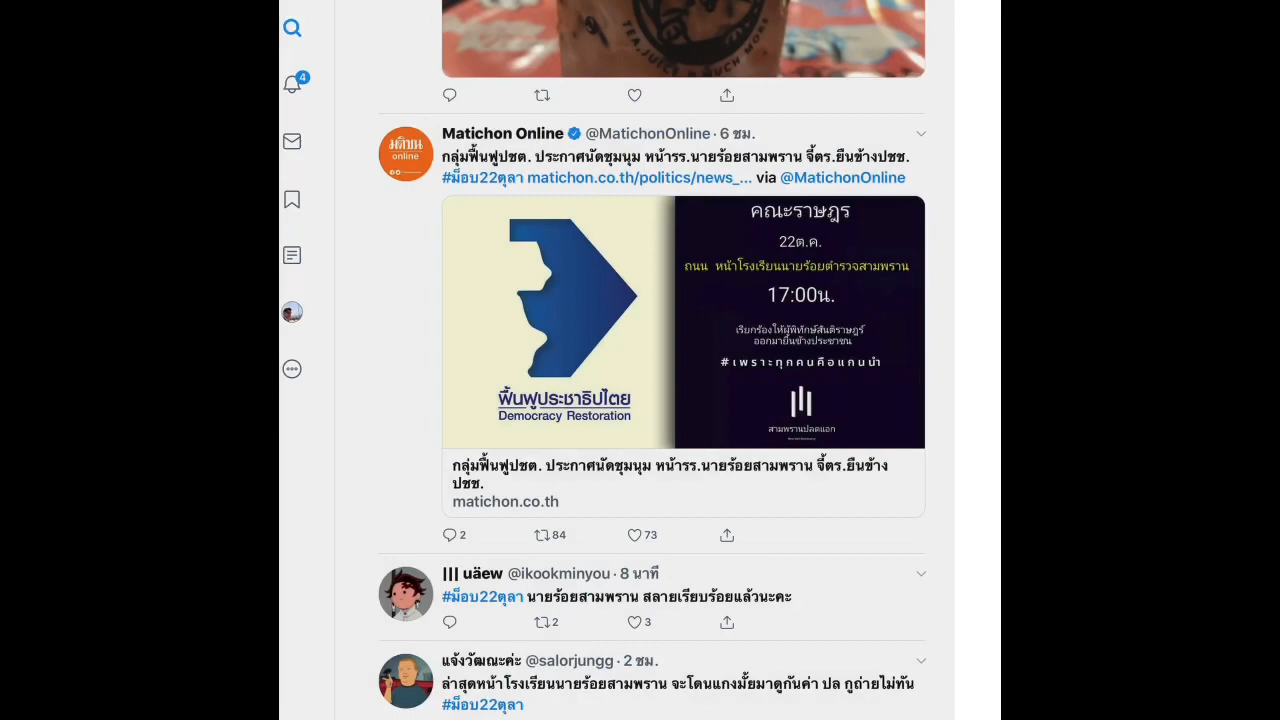 TEA, JUICE & MUCH MORE
4
Matichon Online @MatichonOnline · 6 ชม.
มติชน
online
กลุ่มฟื้นฟูปชต. ประกาศนัดชุมนุม หน้ารร.นายร้อยสามพราน จี้ตร.ยืนข้างปชช.
#ม็อบ22ตุลา matichon.co.th/politics/news_... via @MatichonOnline
คณะราษฎร
22ต.ค.
ถนน หน้าโรงเรียนนายร้อยตำรวจสามพราน
17:00น.
เรียกร้องให้ผู้พิทักษ์สันติราษฎร์
ออกมายืนข้างประชาชน
#เพราะทุกคนคือแกนนำ
สามพรานปลดแอก
ฟื้นฟูประชาธิปไตย
Democracy Restoration
กลุ่มฟื้นฟูปชต. ประกาศนัดชุมนุม หน้ารร.นายร้อยสามพราน จี้ตร.ยืนข้าง
ปชช.
matichon.co.th
2 84 73
||| uäew @ikookminyou · 8 นาที
#ม็อบ22ตุลา นายร้อยสามพราน สลายเรียบร้อยแล้วนะคะ
2 3
แจ้งวัฒณะค่ะ @salorjungg · 2 ชม.
ล่าสุดหน้าโรงเรียนนายร้อยสามพราน จะโดนแกงมั้ยมาดูกันค่า ปล กูถ่ายไม่ทัน
#ม็อบ22ตุลา